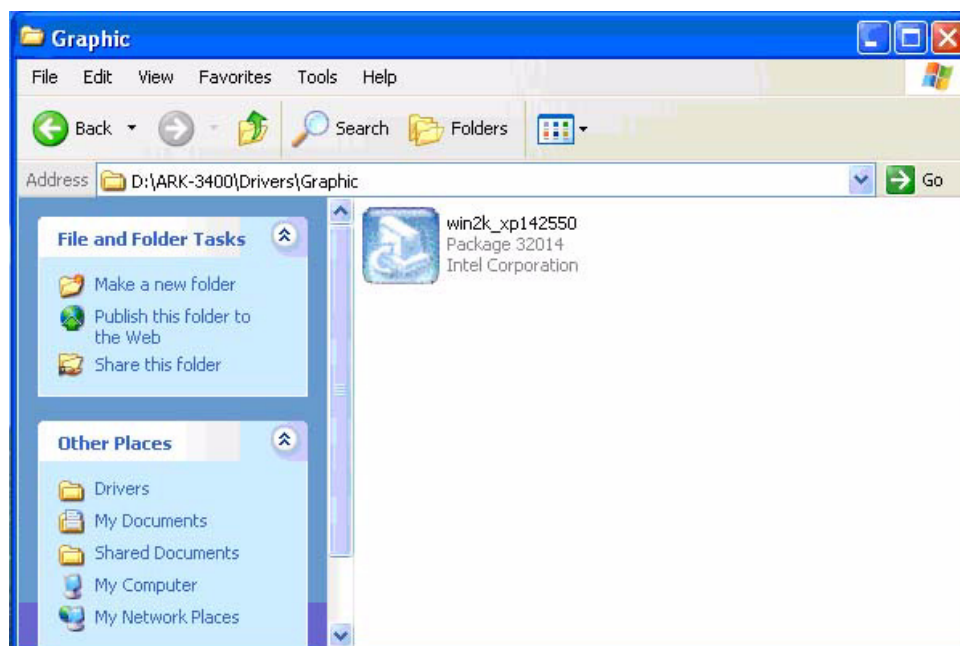 Graphic
File Edit View Favorites Tools Help
Back Search Folders
Address D:\ARK-3400\Drivers\Graphic Go
File and Folder Tasks
Make a new folder
Publish this folder to
the Web
Share this folder
Other Places
Drivers
My Documents
Shared Documents
My Computer
My Network Places
win2k_xp142550
Package 32014
Intel Corporation